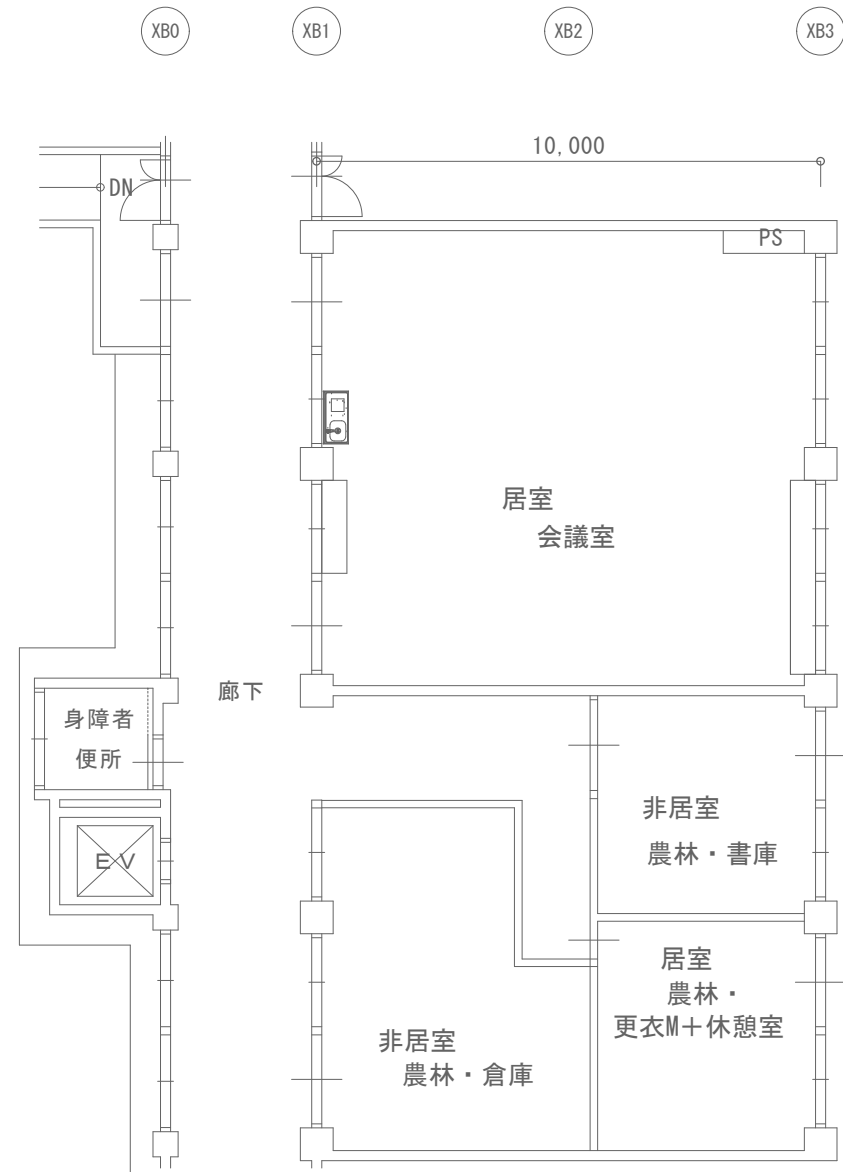 XB0
XB1
XB2
XB3
10,000
DN
PS
居室
会議室
廊下
身障者
便所
非居室
農林・書庫
EV
居室
農林・
更衣M＋休憩室
非居室
農林・倉庫